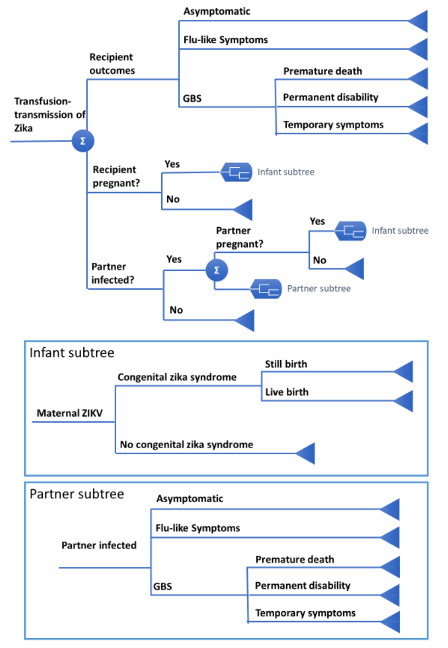 Asymptomatic
Flu-like Symptoms
Recipient
outcomes
Premature death
Transfusion-
transmission of
Zika
GBS
Permanent disability
Σ
Temporary symptoms
Recipient
pregnant?
Yes
Infant subtree
No
Partner
pregnant?
Yes
Infant subtree
Partner
infected?
Yes
Σ
No
Partner subtree
No
Infant subtree
Still birth
Congenital zika syndrome
Live birth
Maternal ZIKV
No congenital zika syndrome
Partner subtree
Asymptomatic
Flu-like Symptoms
Partner infected
Premature death
GBS
Permanent disability
Temporary symptoms